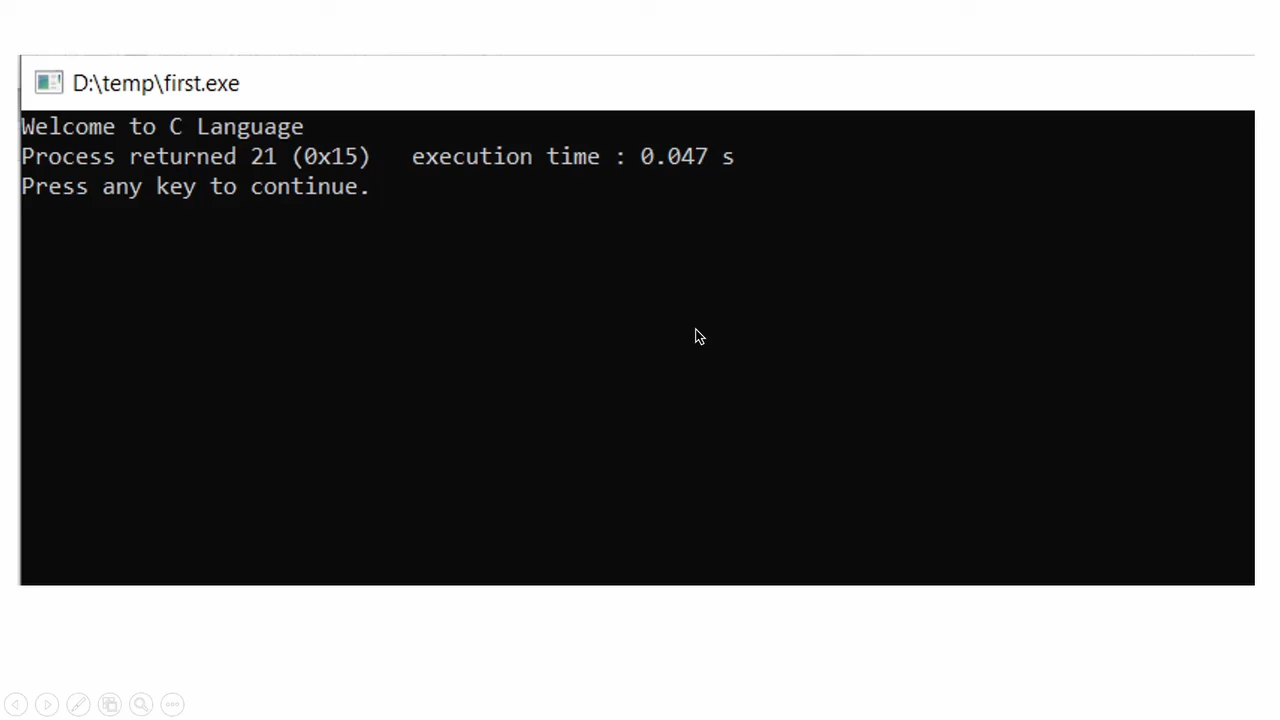 D:\temp\first.exe
Welcome to C Language
Process returned 21 (0x15)   execution time : 0.047 s
Press any key to continue.